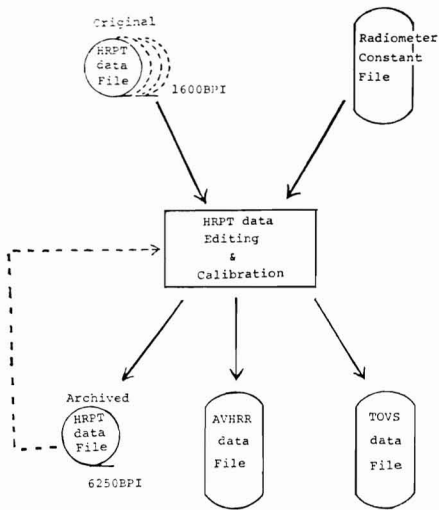 Original
HRPT
data
File
1600BPI
Radiometer
Constant
File
HRPT data
Editing
&
Calibration
Archived
HRPT
data
File
6250BPI
AVHRR
data
File
TOVS
data
File